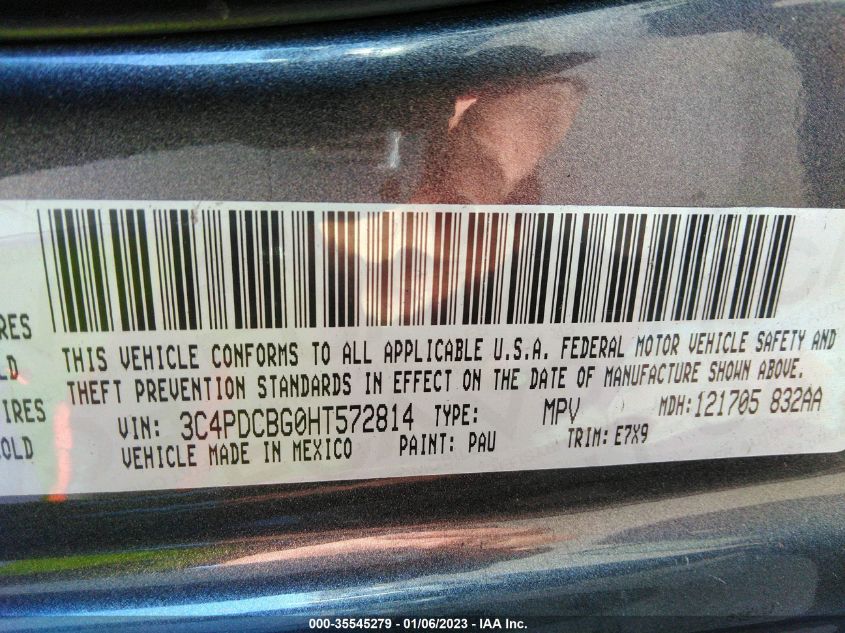 IRES
OLD
THIS VEHICLE CONFORMS TO ALL APPLICABLE U.S.A. FEDERAL MOTOR VEHICLE SAFETY AND
THEFT PREVENTION STANDARDS IN EFFECT ON THE DATE OF MANUFACTURE SHOWN ABOVE.
IRES
OLD
VIN: 3C4PDCBG0HT572814 TYPE: MPV MDH:121705 832AA
VEHICLE MADE IN MEXICO PAINT: PAU TRIM: E7X9
000-35545279 - 01/06/2023 - IAA Inc.